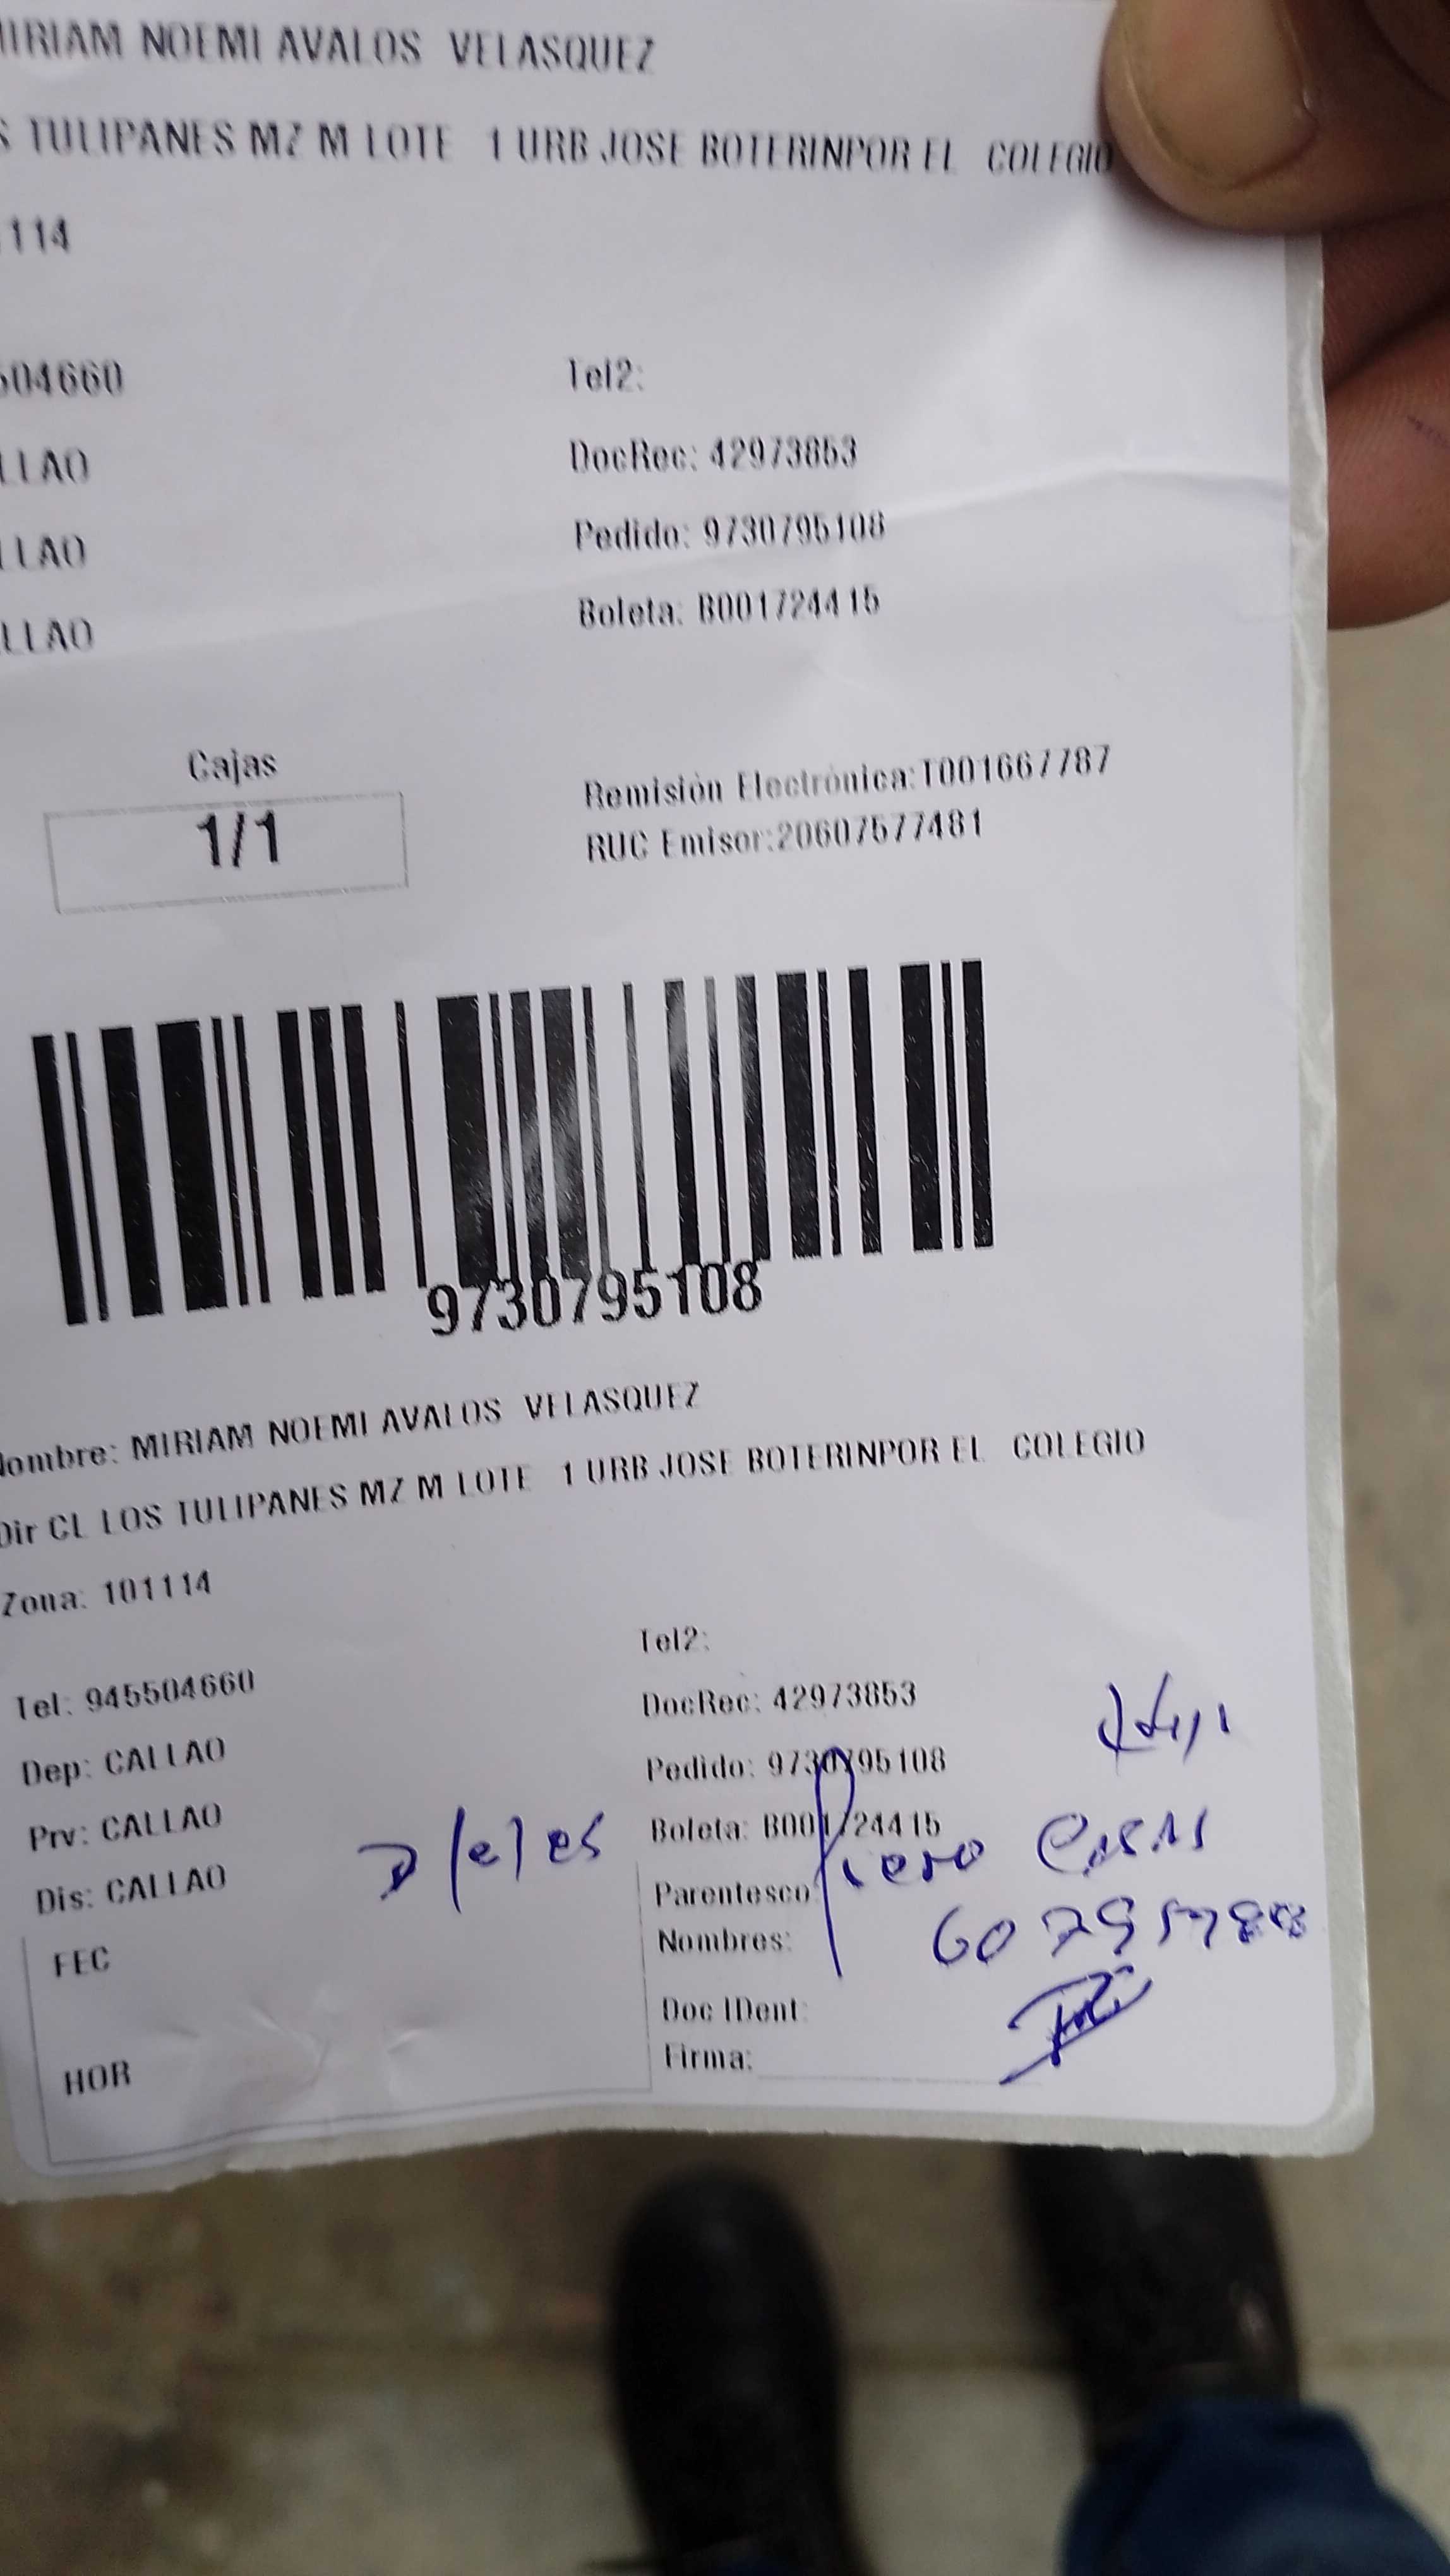 MIRIAM NOEMI AVALOS VELASQUEZ
S TULIPANES MZ M LOTE 1 URB JOSE BOTERINPOR EL COLEGIO
114
504660
Tel2:
LLAO
DocRec: 42973853
LLAO
Pedido: 9730795108
LLAO
Boleta: B001724415
Cajas
1/1
Remisión Electrónica:T001667787
RUC Emisor:20607577481
9730795108
Nombre: MIRIAM NOEMI AVALOS VELASQUEZ
Dir CL LOS TULIPANES MZ M LOTE 1 URB JOSE BOTERINPOR EL COLEGIO
Zona: 101114
Tel2:
Tel: 945504660
DocRec: 42973853
Dep: CALLAO
Pedido: 9730795108
Prv: CALLAO
Boleta: B001724415
Dis: CALLAO
Parentesco:
Piero
Nombres:
FEC
Doc IDent:
Firma:
HOR